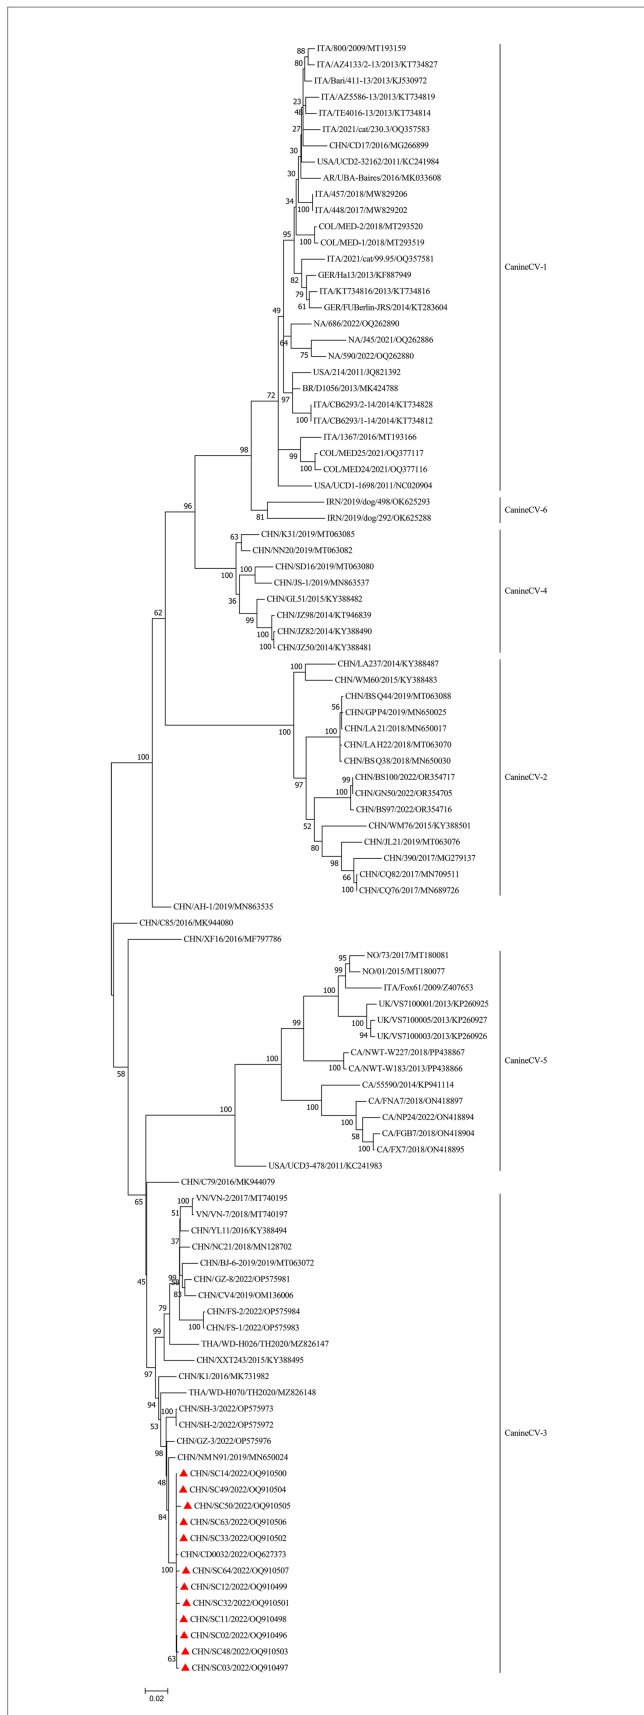 88
ITA/800/2009/MT193159
80
ITA/AZ4133/2-13/2013/KT734827
ITA/Bari/411-13/2013/KJ530972
23
ITA/AZ5586-13/2013/KT734819
48
ITA/TE4016-13/2013/KT734814
27
ITA/2021/cat/230.3/OQ357583
CHN/CD17/2016/MG266899
30
USA/UCD2-32162/2011/KC241984
30
AR/UBA-Baires/2016/MK033608
ITA/457/2018/MW829206
34
100
ITA/448/2017/MW829202
COL/MED-2/2018/MT293520
95
100
COL/MED-1/2018/MT293519
ITA/2021/cat/99.95/OQ357581
CanineCV-1
82
GER/Ha13/2013/KF887949
79
ITA/KT734816/2013/KT734816
49
61
GER/FUBerlin-JRS/2014/KT283604
NA/686/2022/OQ262890
64
NA/J45/2021/OQ262886
75
NA/590/2022/OQ262880
USA/214/2011/JQ821392
72
97
BR/D1056/2013/MK424788
ITA/CB6293/2-14/2014/KT734828
100
ITA/CB6293/1-14/2014/KT734812
ITA/1367/2016/MT193166
98
99
COL/MED25/2021/OQ377117
100
COL/MED24/2021/OQ377116
USA/UCD1-1698/2011/NC020904
96
IRN/2019/dog/498/OK625293
CanineCV-6
81
IRN/2019/dog/292/OK625288
63
CHN/K31/2019/MT063085
CHN/NN20/2019/MT063082
100
100
CHN/SD16/2019/MT063080
CHN/JS-1/2019/MN863537
CanineCV-4
36
CHN/GL51/2015/KY388482
99
CHN/JZ98/2014/KT946839
62
CHN/JZ82/2014/KY388490
100
CHN/JZ50/2014/KY388481
100
CHN/LA237/2014/KY388487
CHN/WM60/2015/KY388483
CHN/BSQ44/2019/MT063088
56
CHN/GPP4/2019/MN650025
100
100
CHN/LA21/2018/MN650017
CHN/LAH22/2018/MT063070
100
CHN/BSQ38/2018/MN650030
97
99
CHN/BS100/2022/OR354717
CanineCV-2
100
CHN/GN50/2022/OR354705
CHN/BS97/2022/OR354716
52
CHN/WM76/2015/KY388501
80
CHN/JL21/2019/MT063076
98
CHN/390/2017/MG279137
66
CHN/CQ82/2017/MN709511
100
CHN/CQ76/2017/MN689726
CHN/AH-1/2019/MN863535
CHN/C85/2016/MK944080
CHN/XF16/2016/MF797786
95
NO/73/2017/MT180081
99
NO/01/2015/MT180077
100
ITA/Fox61/2009/Z407653
UK/VS7100001/2013/KP260925
99
100
UK/VS7100005/2013/KP260927
94
UK/VS7100003/2013/KP260926
CA/NWT-W227/2018/PP438867
CanineCV-5
100
100
CA/NWT-W183/2013/PP438866
58
CA/55590/2014/KP941114
100
CA/FNA7/2018/ON418897
100
100
CA/NP24/2022/ON418894
58
CA/FGB7/2018/ON418904
100
CA/FX7/2018/ON418895
USA/UCD3-478/2011/KC241983
CHN/C79/2016/MK944079
65
100
VN/VN-2/2017/MT740195
51
VN/VN-7/2018/MT740197
CHN/YL11/2016/KY388494
37
CHN/NC21/2018/MN128702
CHN/BJ-6-2019/2019/MT063072
45
99
CHN/GZ-8/2022/OP575981
83
CHN/CV4/2019/OM136006
79
CHN/FS-2/2022/OP575984
100
CHN/FS-1/2022/OP575983
99
THA/WD-H026/TH2020/MZ826147
CHN/XXT243/2015/KY388495
97
CHN/K1/2016/MK731982
94
THA/WD-H070/TH2020/MZ826148
100
CHN/SH-3/2022/OP575973
53
CHN/SH-2/2022/OP575972
CanineCV-3
CHN/GZ-3/2022/OP575976
98
CHN/NMN91/2019/MN650024
48
CHN/SC14/2022/OQ910500
CHN/SC49/2022/OQ910504
CHN/SC50/2022/OQ910505
84
CHN/SC63/2022/OQ910506
CHN/SC33/2022/OQ910502
CHN/CD0032/2022/OQ627373
100
CHN/SC64/2022/OQ910507
CHN/SC12/2022/OQ910499
CHN/SC32/2022/OQ910501
CHN/SC11/2022/OQ910498
CHN/SC02/2022/OQ910496
CHN/SC48/2022/OQ910503
63
CHN/SC03/2022/OQ910497
0.02